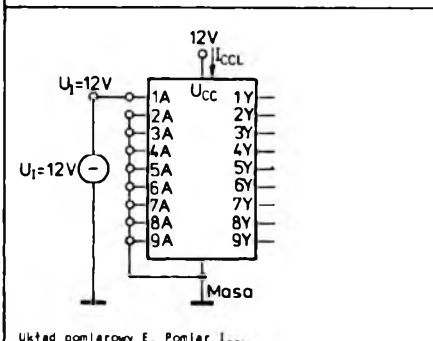 12V
I_CCL
U_I=12V
U_CC
1A 1Y
2A 2Y
3A 3Y
4A 4Y
U_I=12V
5A 5Y
6A 6Y
7A 7Y
8A 8Y
9A 9Y
Masa
Układ pomiarowy E. Pomiar